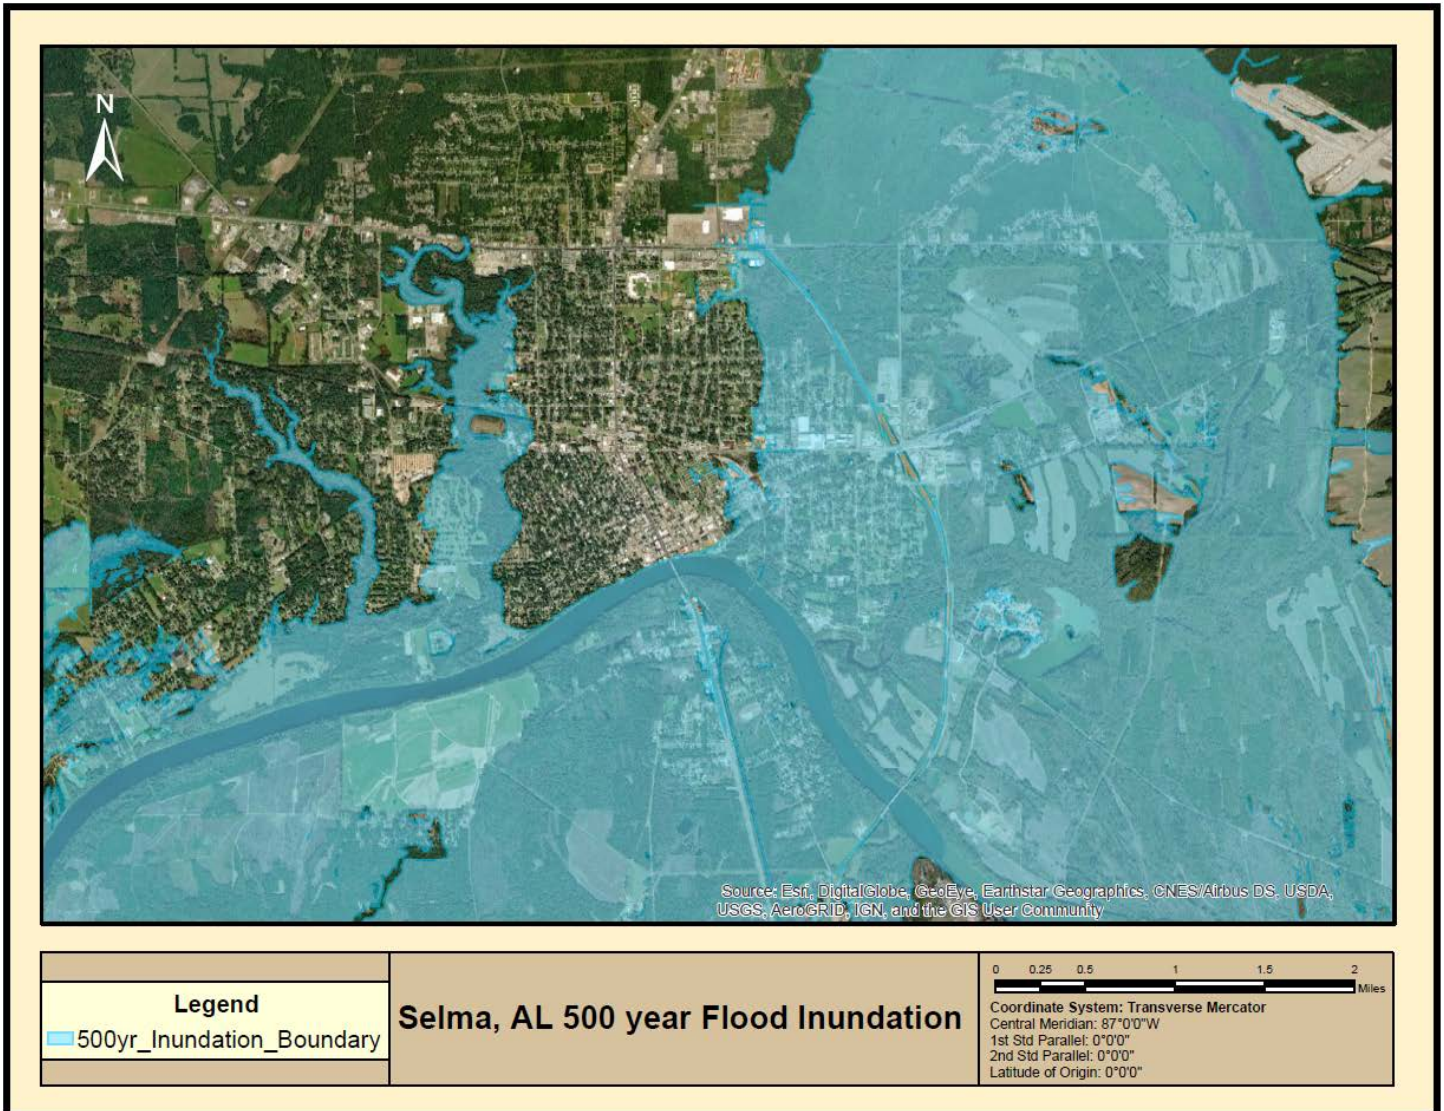 N
Source: Esri, DigitalGlobe, GeoEye, Earthstar Geographics, CNES/Airbus DS, USDA,
USGS, AeroGRID, IGN, and the GIS User Community
Legend
500yr_Inundation_Boundary
Selma, AL 500 year Flood Inundation
0 0.25 0.5 1 1.5 2
Miles
Coordinate System: Transverse Mercator
Central Meridian: 87°0'0"W
1st Std Parallel: 0°0'0"
2nd Std Parallel: 0°0'0"
Latitude of Origin: 0°0'0"